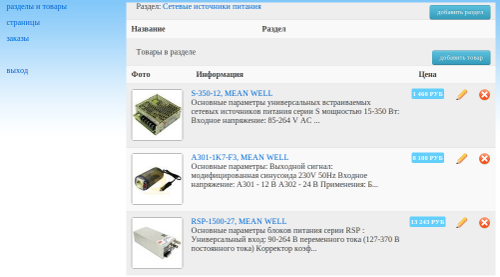 разделы и товары
страницы
заказы
выход
Раздел: Сетевые источники питания
добавить раздел
Название Раздел
Товары в разделе
добавить товар
Фото Информация Цена
S-350-12, MEAN WELL
Основные параметры универсальных встраиваемых
сетевых источников питания серии S мощностью 15-350 Вт:
Входное напряжение: 85-264 V AC ...
1 468 РУБ
A301-1K7-F3, MEAN WELL
Основные параметры: Выходной сигнал:
модифицированная синусоида 230V 50Hz Входное
напряжение: A301 - 12 В A302 - 24 В Применения: Б...
8 100 РУБ
RSP-1500-27, MEAN WELL
Основные параметры блоков питания серии RSP :
Универсальный вход: 90-264 В переменного тока (127-370 В
постоянного тока) Корректор коэф...
13 243 РУБ